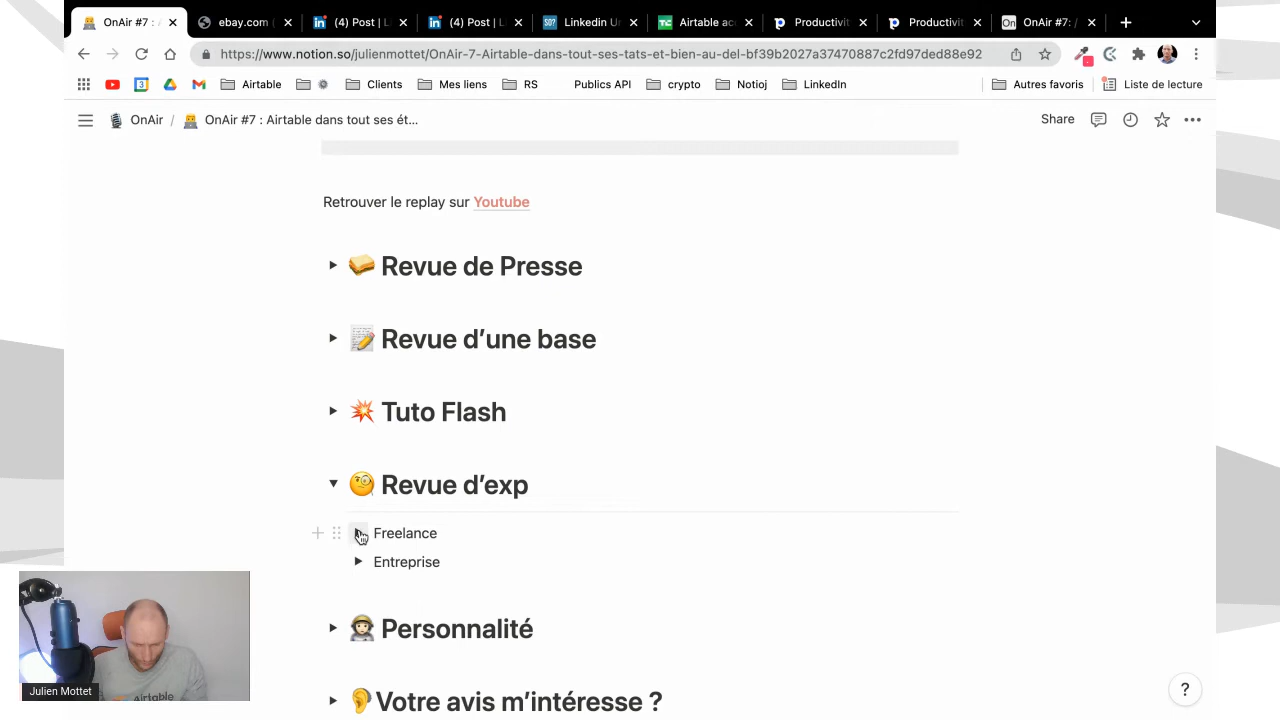 OnAir #7 : A
ebay.com (
(4) Post | L
(4) Post | L
Linkedin Ur
Airtable ac
Productivit
Productivit
OnAir #7: /
https://www.notion.so/julienmottet/OnAir-7-Airtable-dans-tout-ses-tats-et-bien-au-del-bf39b2027a37470887c2fd97ded88e92
Airtable
Clients
Mes liens
RS
Publics API
crypto
Notioj
LinkedIn
Autres favoris
Liste de lecture
OnAir / OnAir #7 : Airtable dans tout ses ét...
Share
Retrouver le replay sur Youtube
Revue de Presse
Revue d’une base
Tuto Flash
Revue d’exp
Freelance
Entreprise
Personnalité
Votre avis m’intéresse ?
Julien Mottet
?